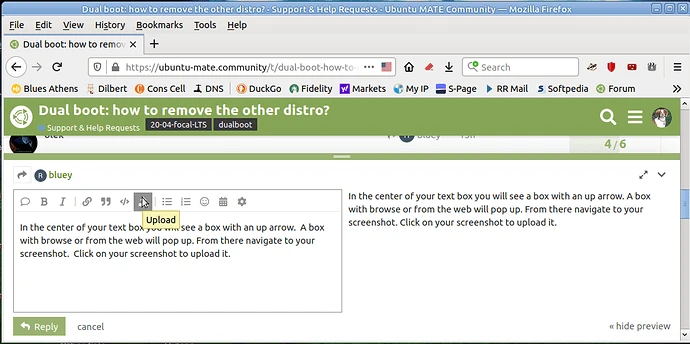 Dual boot: how to remove the other distro? - Support & Help Requests - Ubuntu MATE Community — Mozilla Firefox
File Edit View History Bookmarks Tools Help
Dual boot: how to remov
https://ubuntu-mate.community/t/dual-boot-how-to-
Search
Blues Athens Dilbert Cons Cell DNS DuckGo Fidelity Markets My IP S-Page RR Mail Softpedia Forum
Dual boot: how to remove the other distro?
Support & Help Requests 20-04-focal-LTS dualboot
4 / 6
R bluey
B I
Upload
In the center of your text box you will see a box with an up arrow. A box
with browse or from the web will pop up. From there navigate to your
screenshot. Click on your screenshot to upload it.
In the center of your text box you will see a box with an up arrow. A box
with browse or from the web will pop up. From there navigate to your
screenshot. Click on your screenshot to upload it.
Reply cancel
« hide preview